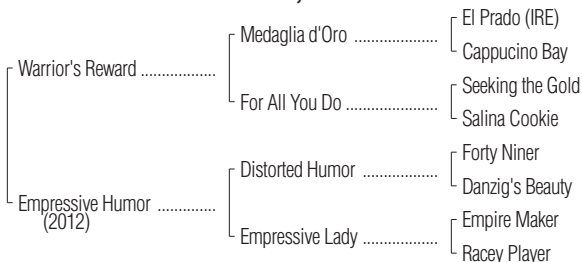 El Prado (IRE)
Medaglia d'Oro ....................
Cappucino Bay
Warrior's Reward ..................
Seeking the Gold
For All You Do ......................
Salina Cookie
Forty Niner
Distorted Humor ..................
Danzig's Beauty
Empressive Humor ..............
(2012)
Empire Maker
Empressive Lady ..................
Racey Player